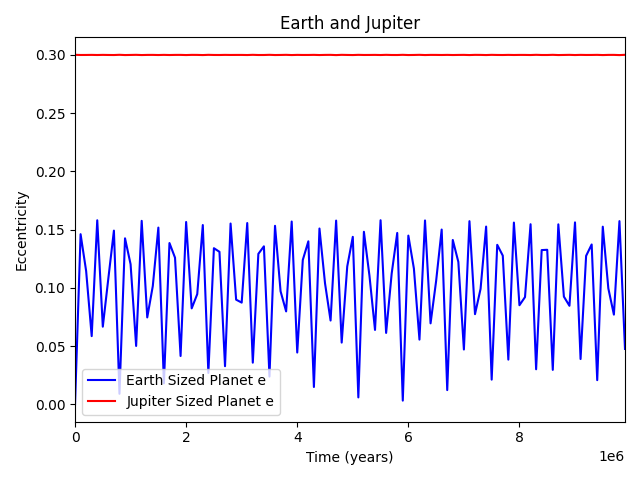 Earth and Jupiter
0.30
0.25
0.20
0.15
0.10
0.05
0.00
Eccentricity
Earth Sized Planet e
Jupiter Sized Planet e
0 2 4 6 8
1e6
Time (years)